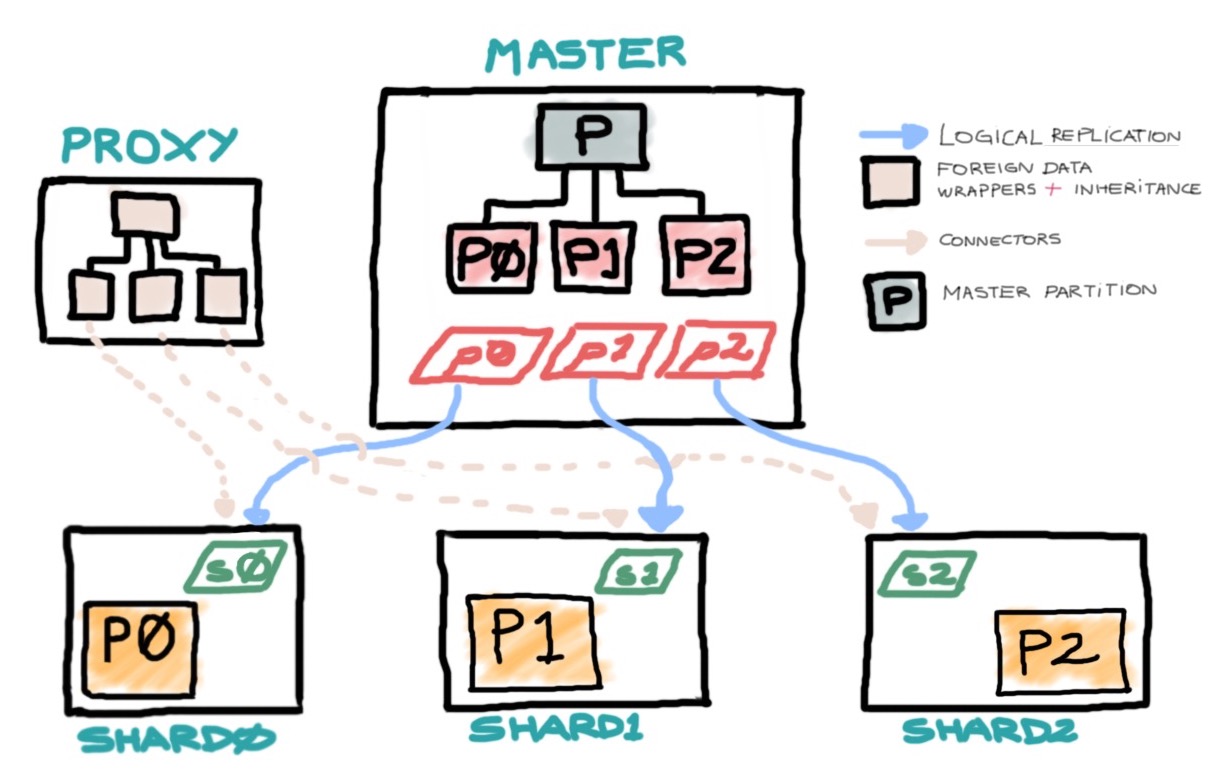 MASTER
PROXY
P
PØ P1 P2
pØ p1 p2
LOGICAL REPLICATION
FOREIGN DATA
WRAPPERS + INHERITANCE
CONNECTORS
P MASTER PARTITION
sØ
PØ
SHARDØ
s1
P1
SHARD1
s2
P2
SHARD2